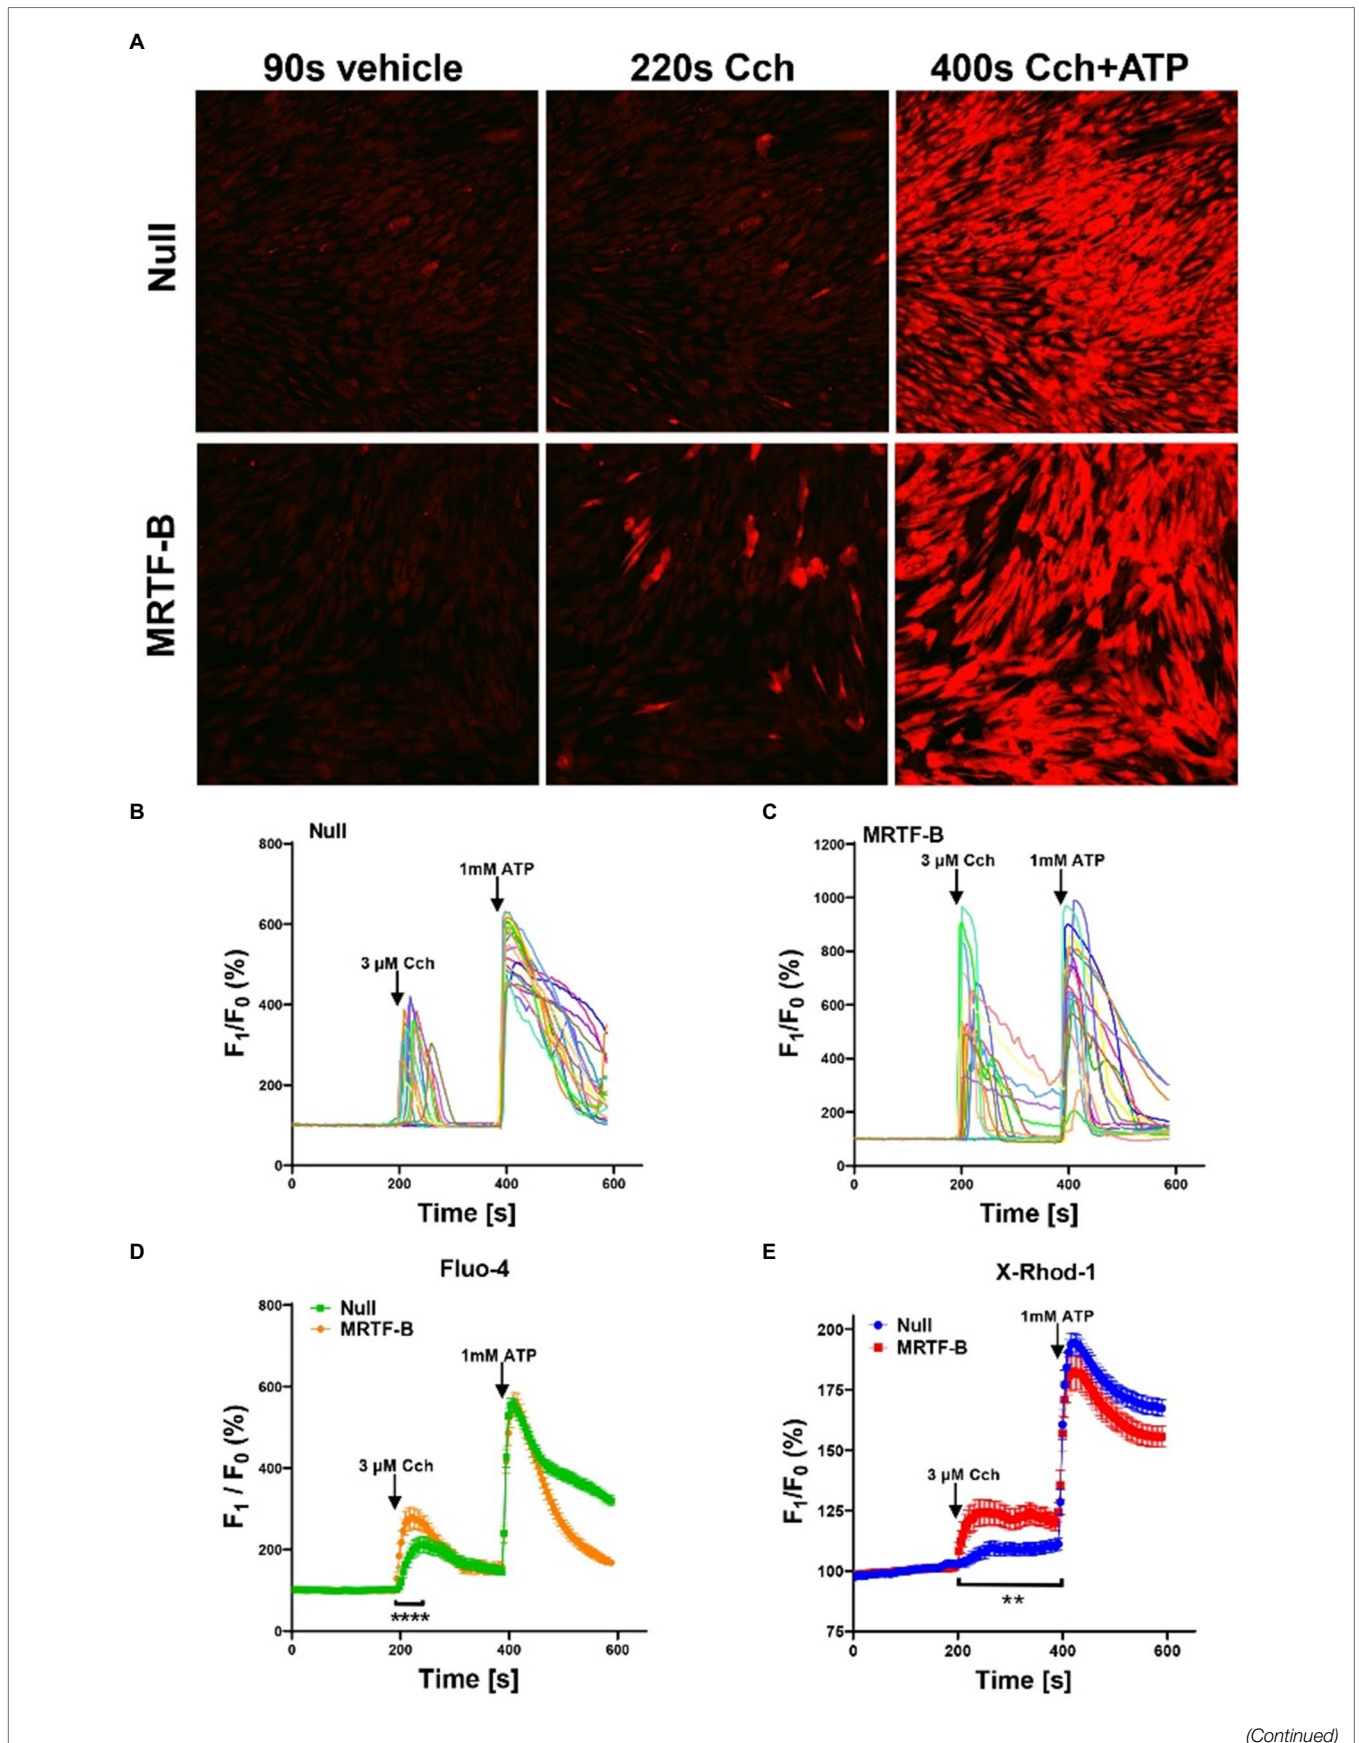 A
90s vehicle 220s Cch 400s Cch+ATP
Null
MRTF-B
B
Null
800
600
400
200
0
0 200 400 600
F1/F0 (%)
Time [s]
3 µM Cch
1mM ATP
C
MRTF-B
1200
1000
800
600
400
200
0
0 200 400 600
F1/F0 (%)
Time [s]
3 µM Cch
1mM ATP
D
Fluo-4
Null
MRTF-B
800
600
400
200
0
0 200 400 600
F1 / F0 (%)
Time [s]
3 µM Cch
1mM ATP
****
E
X-Rhod-1
Null
MRTF-B
200
175
150
125
100
75
0 200 400 600
F1/F0 (%)
Time [s]
3 µM Cch
1mM ATP
**
(Continued)